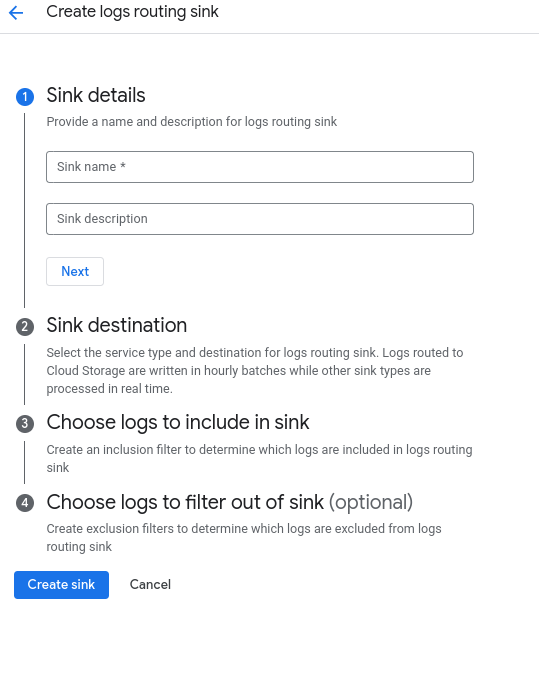 Create logs routing sink
1 Sink details
Provide a name and description for logs routing sink
Sink name *
Sink description
Next
2 Sink destination
Select the service type and destination for logs routing sink. Logs routed to
Cloud Storage are written in hourly batches while other sink types are
processed in real time.
3 Choose logs to include in sink
Create an inclusion filter to determine which logs are included in logs routing
sink
4 Choose logs to filter out of sink (optional)
Create exclusion filters to determine which logs are excluded from logs
routing sink
Create sink Cancel